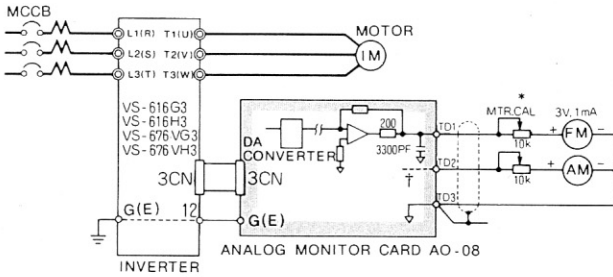 MCCB
L1(R) T1(U)
L2(S) T2(V)
L3(T) T3(W)
MOTOR
IM
VS-616G3
VS-616H3
VS-676VG3
VS-676VH3
DA
CONVERTER
200
3300PF
TD1
TD2
TD3
*
MTR.CAL
10k
10k
3V, 1mA
+ FM −
+ AM −
†
3CN
3CN
G(E) 12
G(E)
INVERTER
ANALOG MONITOR CARD AO-08